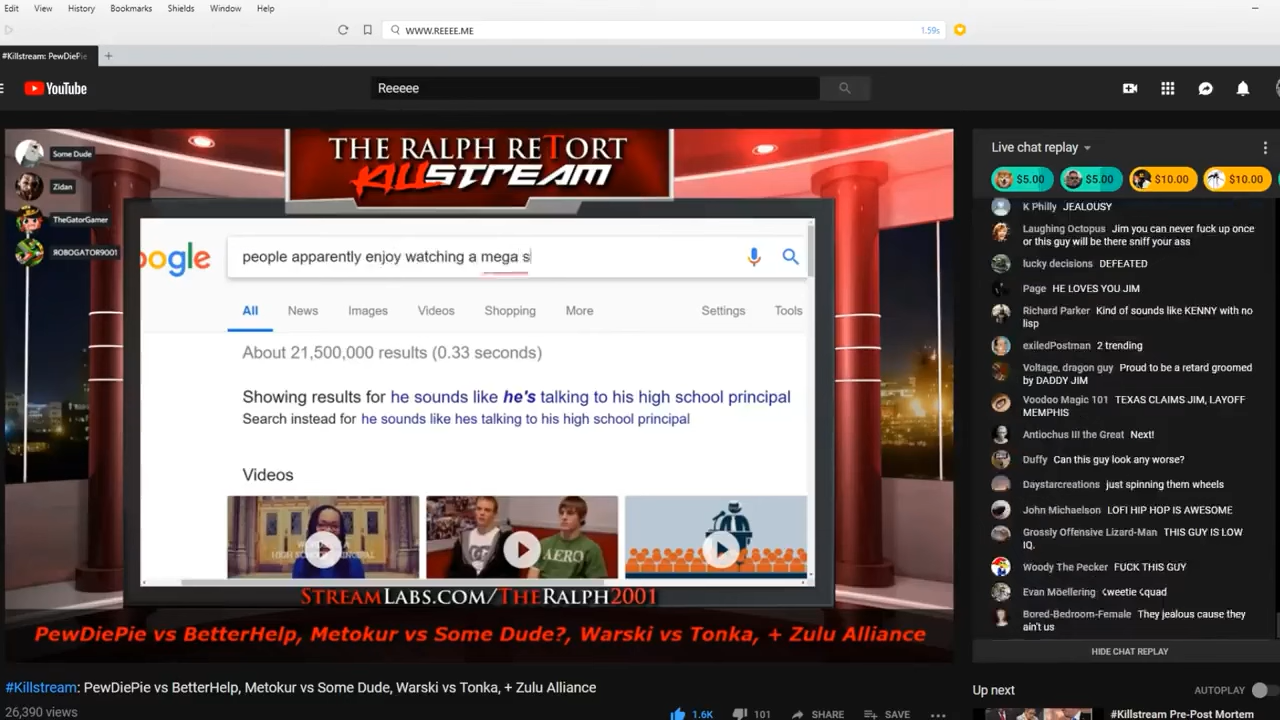 Edit View History Bookmarks Shields Window Help
WWW.REEEE.ME 1.59s
#Killstream: PewDiePie
YouTube
Reeeee
THE RALPH RETORT
KILLSTREAM
Some Dude
Zidan
TheGatorGamer
ROBOGATOR9001
oogle
people apparently enjoy watching a mega s
All News Images Videos Shopping More Settings Tools
About 21,500,000 results (0.33 seconds)
Showing results for he sounds like he's talking to his high school principal
Search instead for he sounds like hes talking to his high school principal
Videos
HIGH SCHOOL PRINCIPAL
AERO
STREAMLABS.COM/THERALPH2001
PewDiePie vs BetterHelp, Metokur vs Some Dude?, Warski vs Tonka, + Zulu Alliance
#Killstream: PewDiePie vs BetterHelp, Metokur vs Some Dude, Warski vs Tonka, + Zulu Alliance
26,390 views
1.6K 101 SHARE SAVE
Live chat replay
$5.00 $5.00 $10.00 $10.00
K Philly JEALOUSY
Laughing Octopus Jim you can never fuck up once
or this guy will be there sniff your ass
lucky decisions DEFEATED
Page HE LOVES YOU JIM
Richard Parker Kind of sounds like KENNY with no
lisp
exiledPostman 2 trending
Voltage, dragon guy Proud to be a retard groomed
by DADDY JIM
Voodoo Magic 101 TEXAS CLAIMS JIM, LAYOFF
MEMPHIS
Antiochus III the Great Next!
Duffy Can this guy look any worse?
Daystarcreations just spinning them wheels
John Michaelson LOFI HIP HOP IS AWESOME
Grossly Offensive Lizard-Man THIS GUY IS LOW
IQ.
Woody The Pecker FUCK THIS GUY
Evan Möellering <weetie <quad
Bored-Bedroom-Female They jealous cause they
ain't us
HIDE CHAT REPLAY
Up next AUTOPLAY
#Killstream Pre-Post Mortem